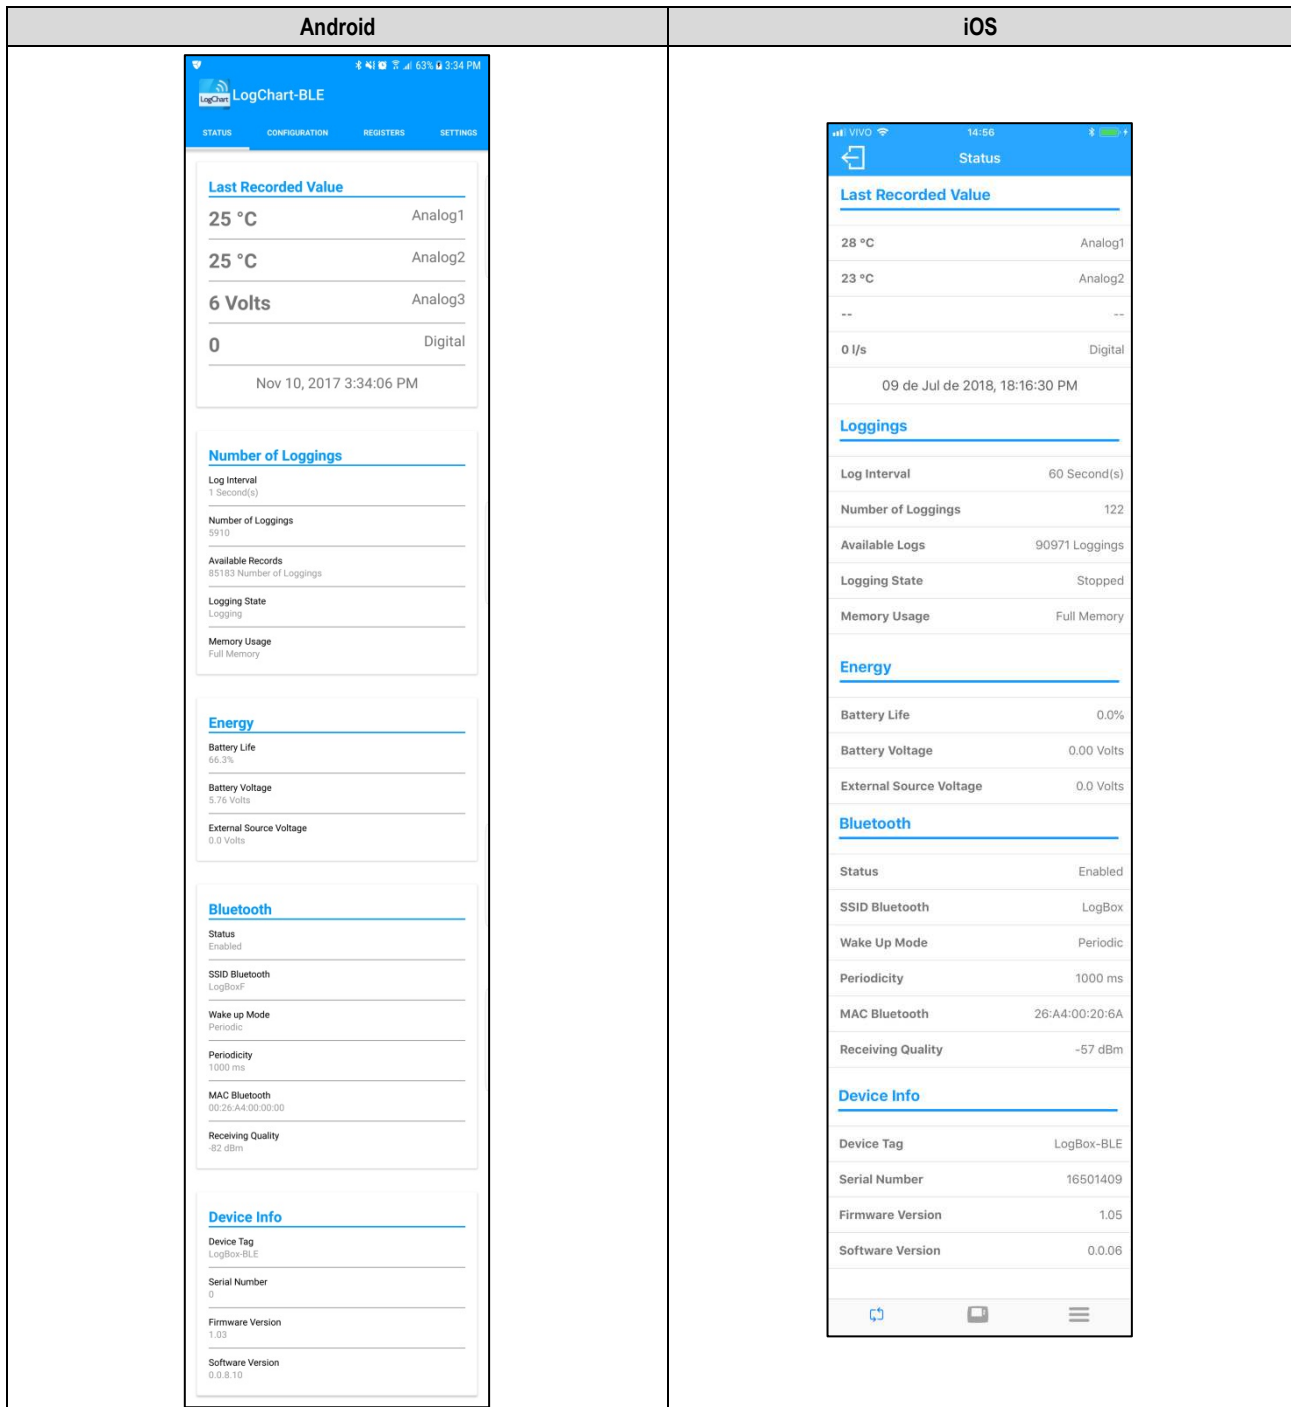 Android
iOS
63% 3:34 PM
LogChart LogChart-BLE
STATUS CONFIGURATION REGISTERS SETTINGS
Last Recorded Value
25 °C Analog1
25 °C Analog2
6 Volts Analog3
0 Digital
Nov 10, 2017 3:34:06 PM
Number of Loggings
Log Interval
1 Second(s)
Number of Loggings
5910
Available Records
85183 Number of Loggings
Logging State
Logging
Memory Usage
Full Memory
Energy
Battery Life
66.3%
Battery Voltage
5.76 Volts
External Source Voltage
0.0 Volts
Bluetooth
Status
Enabled
SSID Bluetooth
LogBoxF
Wake up Mode
Periodic
Periodicity
1000 ms
MAC Bluetooth
00:26:A4:00:00:00
Receiving Quality
-82 dBm
Device Info
Device Tag
LogBox-BLE
Serial Number
0
Firmware Version
1.03
Software Version
0.0.8.10
VIVO 14:56
Status
Last Recorded Value
28 °C Analog1
23 °C Analog2
-- --
0 l/s Digital
09 de Jul de 2018, 18:16:30 PM
Loggings
Log Interval 60 Second(s)
Number of Loggings 122
Available Logs 90971 Loggings
Logging State Stopped
Memory Usage Full Memory
Energy
Battery Life 0.0%
Battery Voltage 0.00 Volts
External Source Voltage 0.0 Volts
Bluetooth
Status Enabled
SSID Bluetooth LogBox
Wake Up Mode Periodic
Periodicity 1000 ms
MAC Bluetooth 26:A4:00:20:6A
Receiving Quality -57 dBm
Device Info
Device Tag LogBox-BLE
Serial Number 16501409
Firmware Version 1.05
Software Version 0.0.06